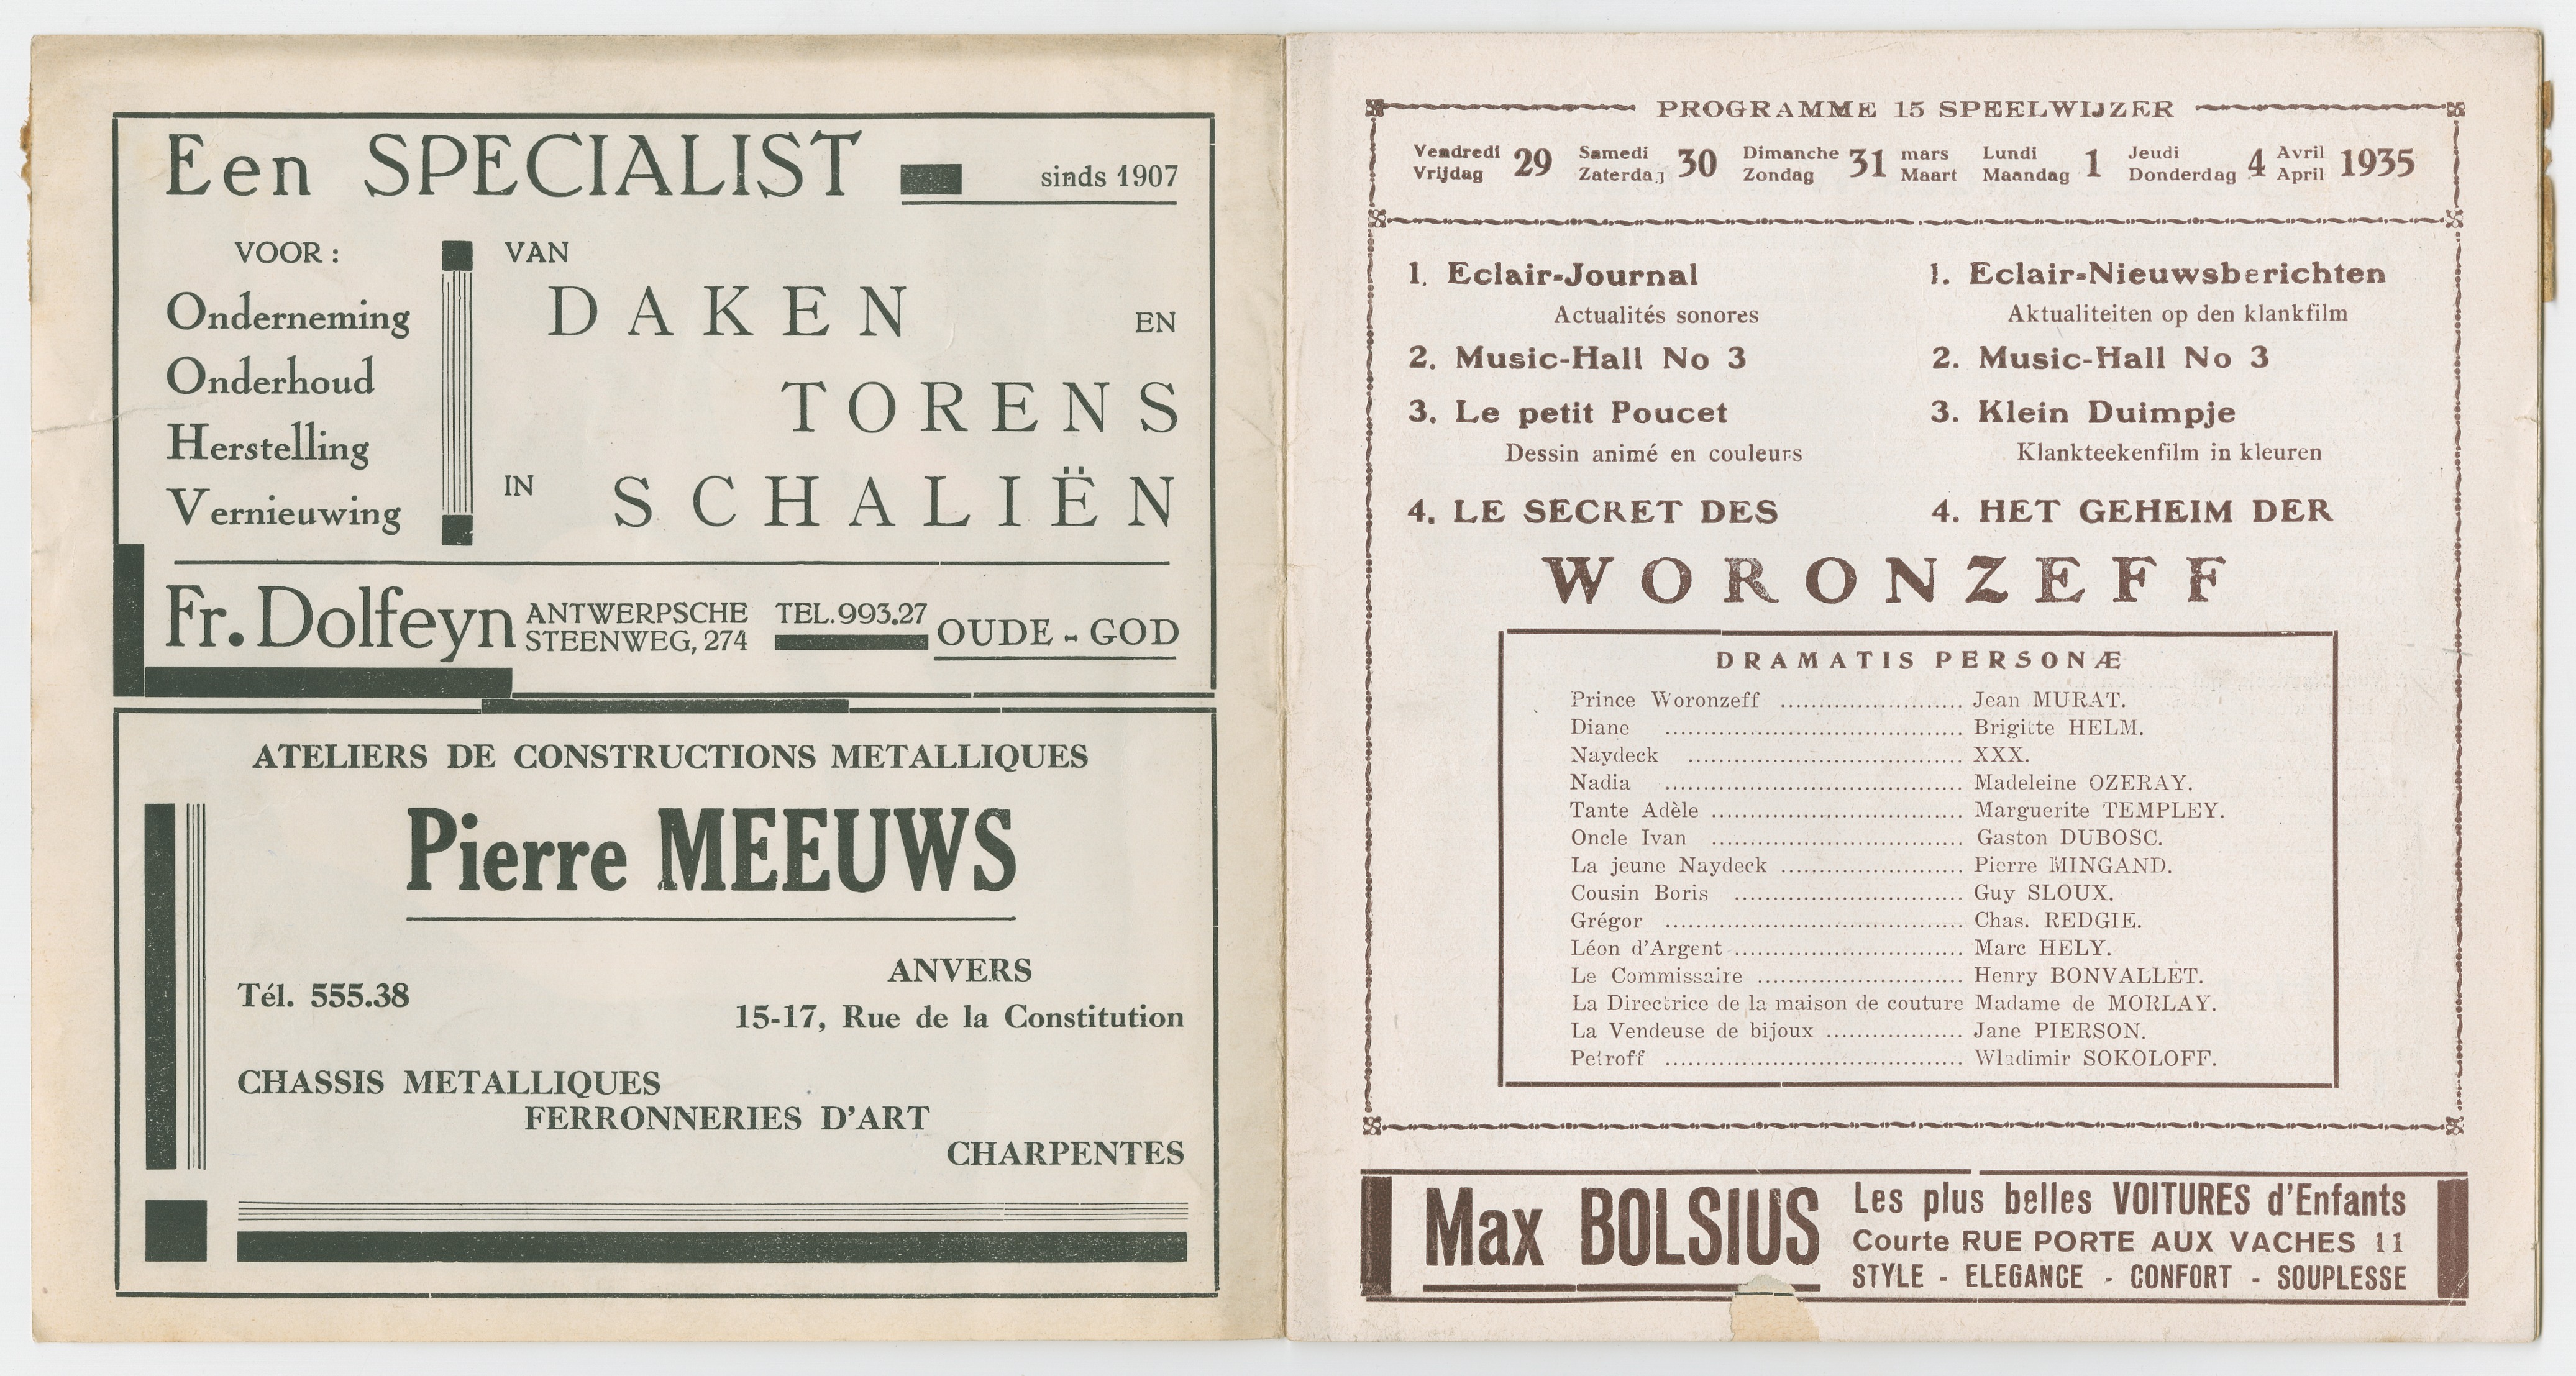 Een SPECIALIST
sinds 1907
VOOR :
Onderneming
Onderhoud
Herstelling
Vernieuwing
VAN
DAKEN
EN
TORENS
IN SCHALIËN
Fr. Dolfeyn
ANTWERPSCHE
STEENWEG, 274
TEL. 993.27
OUDE - GOD
ATELIERS DE CONSTRUCTIONS METALLIQUES
Pierre MEEUWS
Tél. 555.38
ANVERS
15-17, Rue de la Constitution
CHASSIS METALLIQUES
FERRONNERIES D'ART
CHARPENTES
PROGRAMME 15 SPEELWIJZER
Vendredi 29 Samedi 30 Dimanche 31 mars Lundi 1 Jeudi 4 Avril 1935
Vrijdag Zaterdag Zondag Maart Maandag Donderdag April
1. Eclair-Journal
Actualités sonores
2. Music-Hall No 3
3. Le petit Poucet
Dessin animé en couleurs
4. LE SECRET DES
1. Eclair-Nieuwsberichten
Aktualiteiten op den klankfilm
2. Music-Hall No 3
3. Klein Duimpje
Klankteekenfilm in kleuren
4. HET GEHEIM DER
WORONZEFF
DRAMATIS PERSONÆ
Prince Woronzeff ........................ Jean MURAT.
Diane ........................ Brigitte HELM.
Naydeck ........................ XXX.
Nadia ........................ Madeleine OZERAY.
Tante Adèle ........................ Marguerite TEMPLEY.
Oncle Ivan ........................ Gaston DUBOSC.
La jeune Naydeck ........................ Pierre MINGAND.
Cousin Boris ........................ Guy SLOUX.
Grégor ........................ Chas. REDGIE.
Léon d'Argent ........................ Marc HELY.
Le Commissaire ........................ Henry BONVALLET.
La Directrice de la maison de couture Madame de MORLAY.
La Vendeuse de bijoux .................. Jane PIERSON.
Petroff ........................ Wladimir SOKOLOFF.
Max BOLSIUS
Les plus belles VOITURES d'Enfants
Courte RUE PORTE AUX VACHES 11
STYLE - ELEGANCE - CONFORT - SOUPLESSE